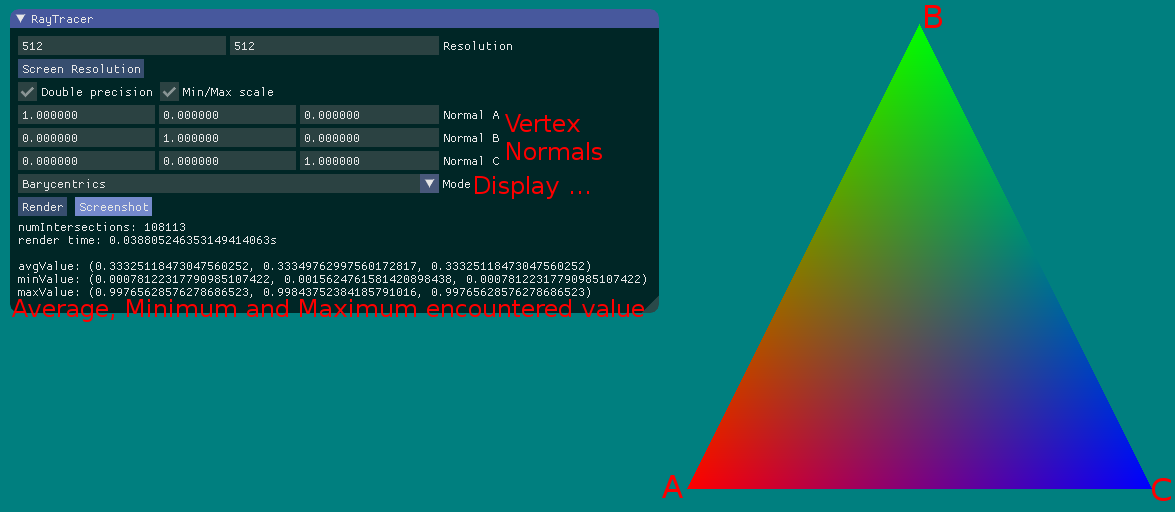 RayTracer
512 512 Resolution
Screen Resolution
Double precision Min/Max scale
1.000000 0.000000 0.000000 Normal A
0.000000 1.000000 0.000000 Normal B
0.000000 0.000000 1.000000 Normal C
Vertex
Normals
Barycentrics Mode Display ...
Render Screenshot
numIntersections: 108113
render time: 0.038805246353149414063s
avgValue: (0.33325118473047560252, 0.33349762997560172817, 0.33325118473047560252)
minValue: (0.00078122317790985107422, 0.0015624761581420898438, 0.00078122317790985107422)
maxValue: (0.99765628576278686523, 0.99843752384185791016, 0.99765628576278686523)
Average, Minimum and Maximum encountered value
B
A
C